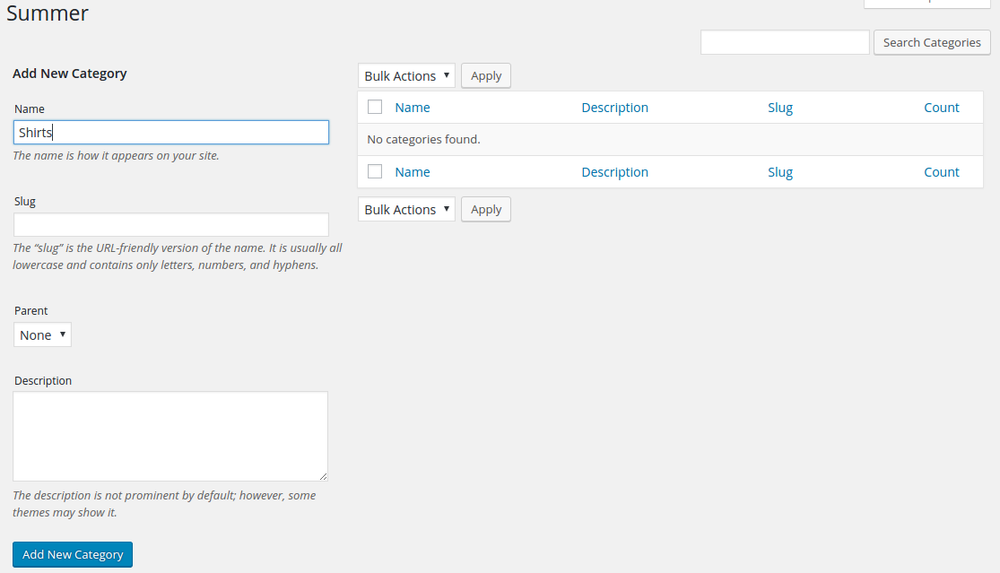 Summer
Search Categories
Add New Category
Name
Shirts
The name is how it appears on your site.
Slug
The “slug” is the URL-friendly version of the name. It is usually all
lowercase and contains only letters, numbers, and hyphens.
Parent
None
Description
The description is not prominent by default; however, some
themes may show it.
Add New Category
Bulk Actions Apply
Name Description Slug Count
No categories found.
Name Description Slug Count
Bulk Actions Apply